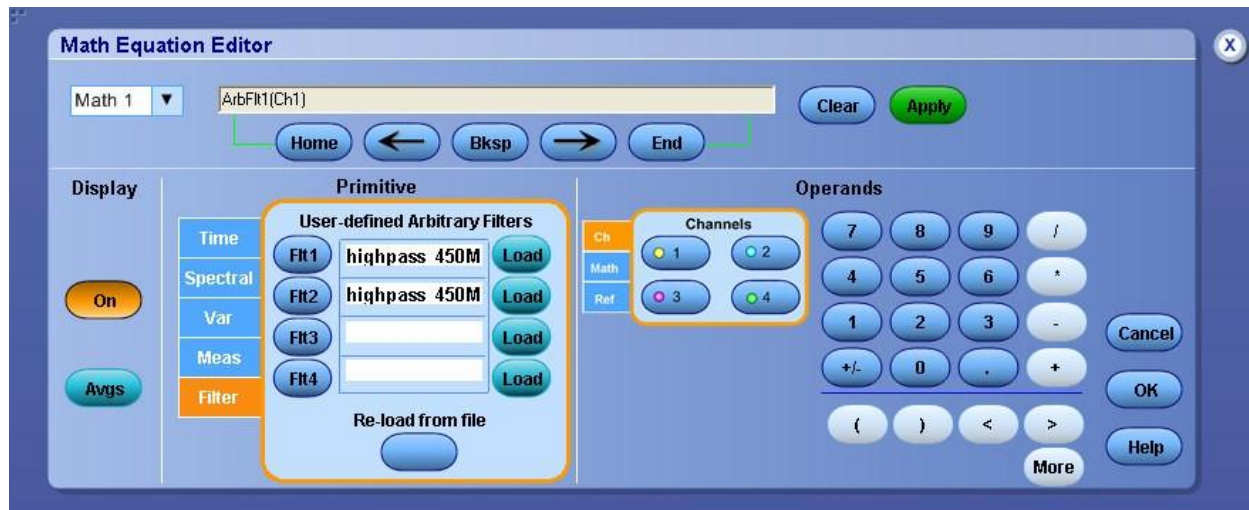 Math Equation Editor
X
Math 1
ArbFlt1(Ch1)
Clear
Apply
Home
Bksp
End
Display
On
Avgs
Primitive
Time
Spectral
Var
Meas
Filter
User-defined Arbitrary Filters
Flt1 highpass 450M Load
Flt2 highpass 450M Load
Flt3 Load
Flt4 Load
Re-load from file
Operands
Ch
Math
Ref
Channels
1 2
3 4
7 8 9 /
4 5 6 *
1 2 3 -
+/- 0 . +
( ) < >
More
Cancel
OK
Help